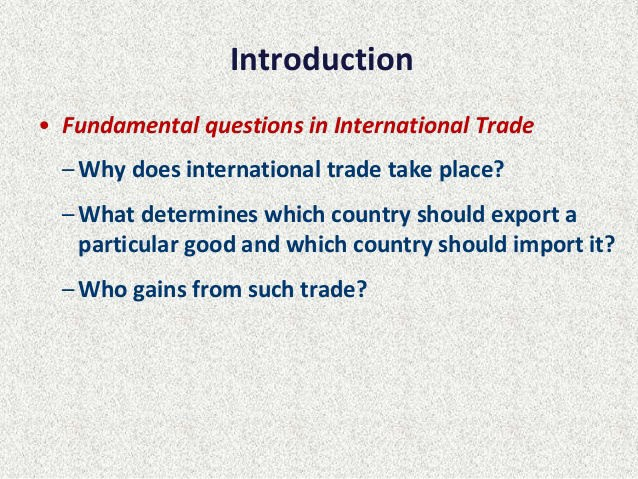 Introduction
• Fundamental questions in International Trade
–Why does international trade take place?
–What determines which country should export a
particular good and which country should import it?
–Who gains from such trade?